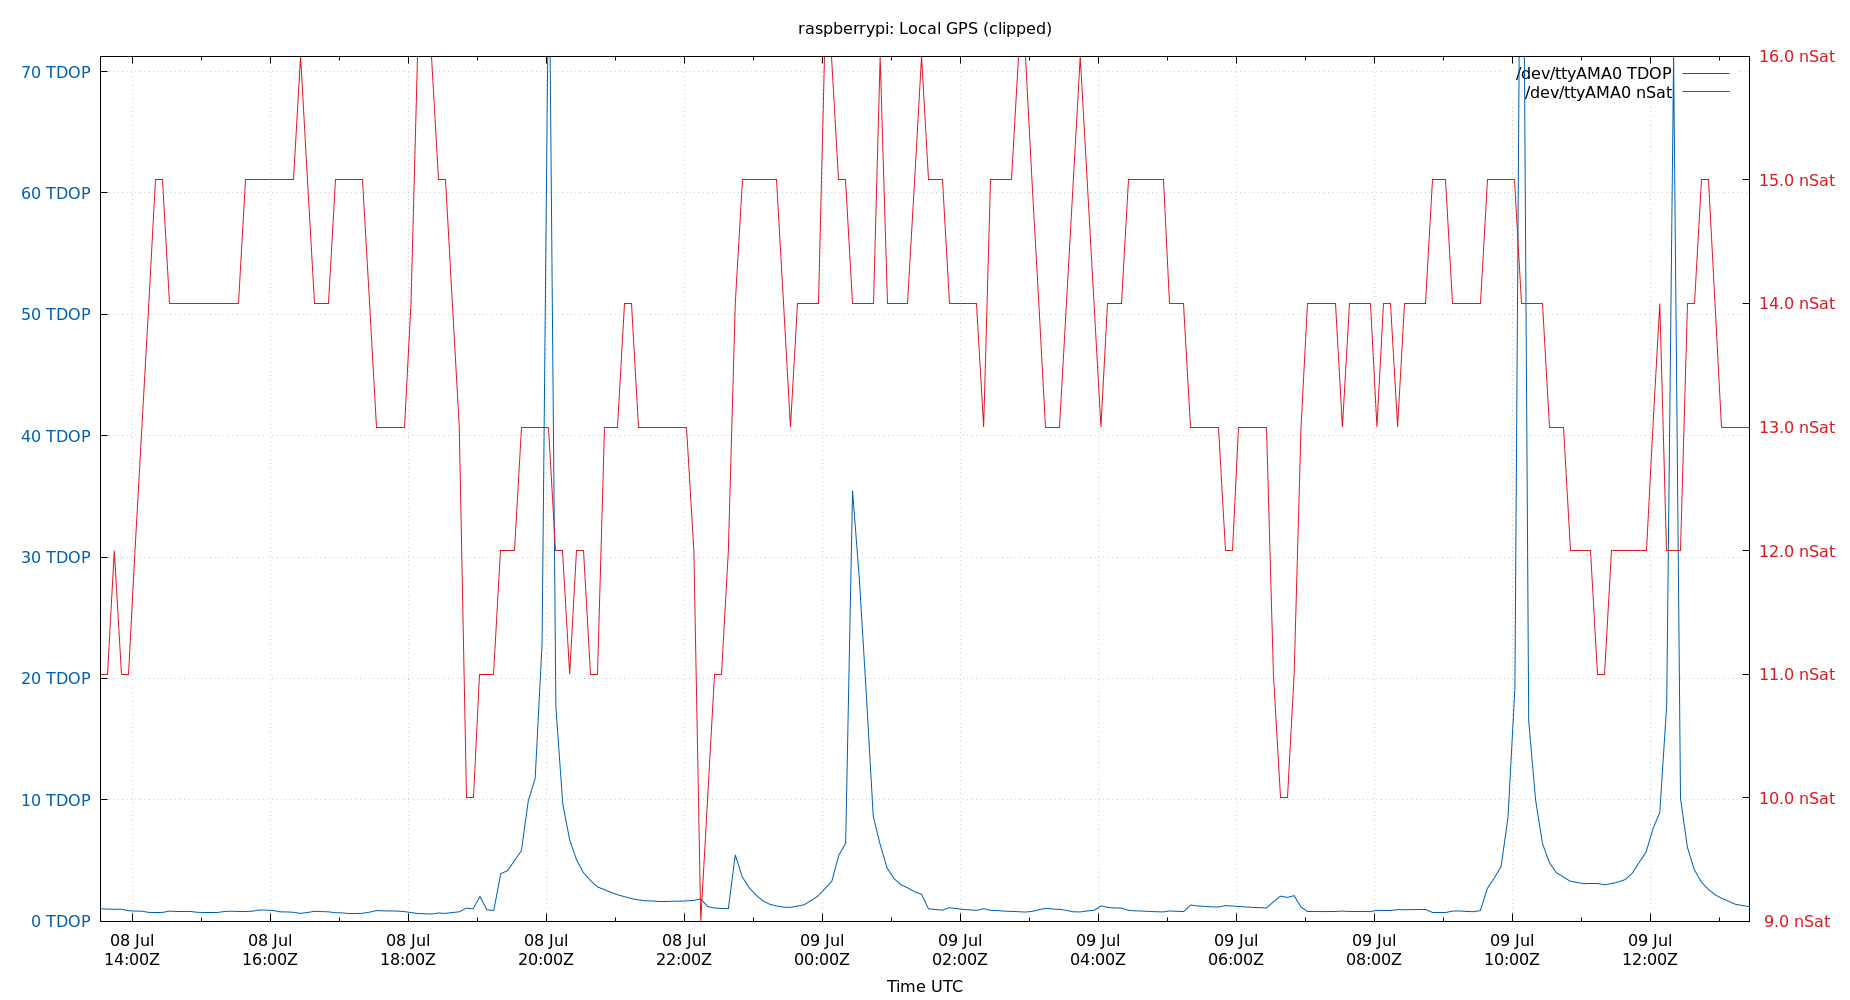 raspberrypi: Local GPS (clipped)
/dev/ttyAMA0 TDOP
/dev/ttyAMA0 nSat
70 TDOP
60 TDOP
50 TDOP
40 TDOP
30 TDOP
20 TDOP
10 TDOP
0 TDOP
16.0 nSat
15.0 nSat
14.0 nSat
13.0 nSat
12.0 nSat
11.0 nSat
10.0 nSat
9.0 nSat
08 Jul
14:00Z
08 Jul
16:00Z
08 Jul
18:00Z
08 Jul
20:00Z
08 Jul
22:00Z
09 Jul
00:00Z
09 Jul
02:00Z
09 Jul
04:00Z
09 Jul
06:00Z
09 Jul
08:00Z
09 Jul
10:00Z
09 Jul
12:00Z
Time UTC